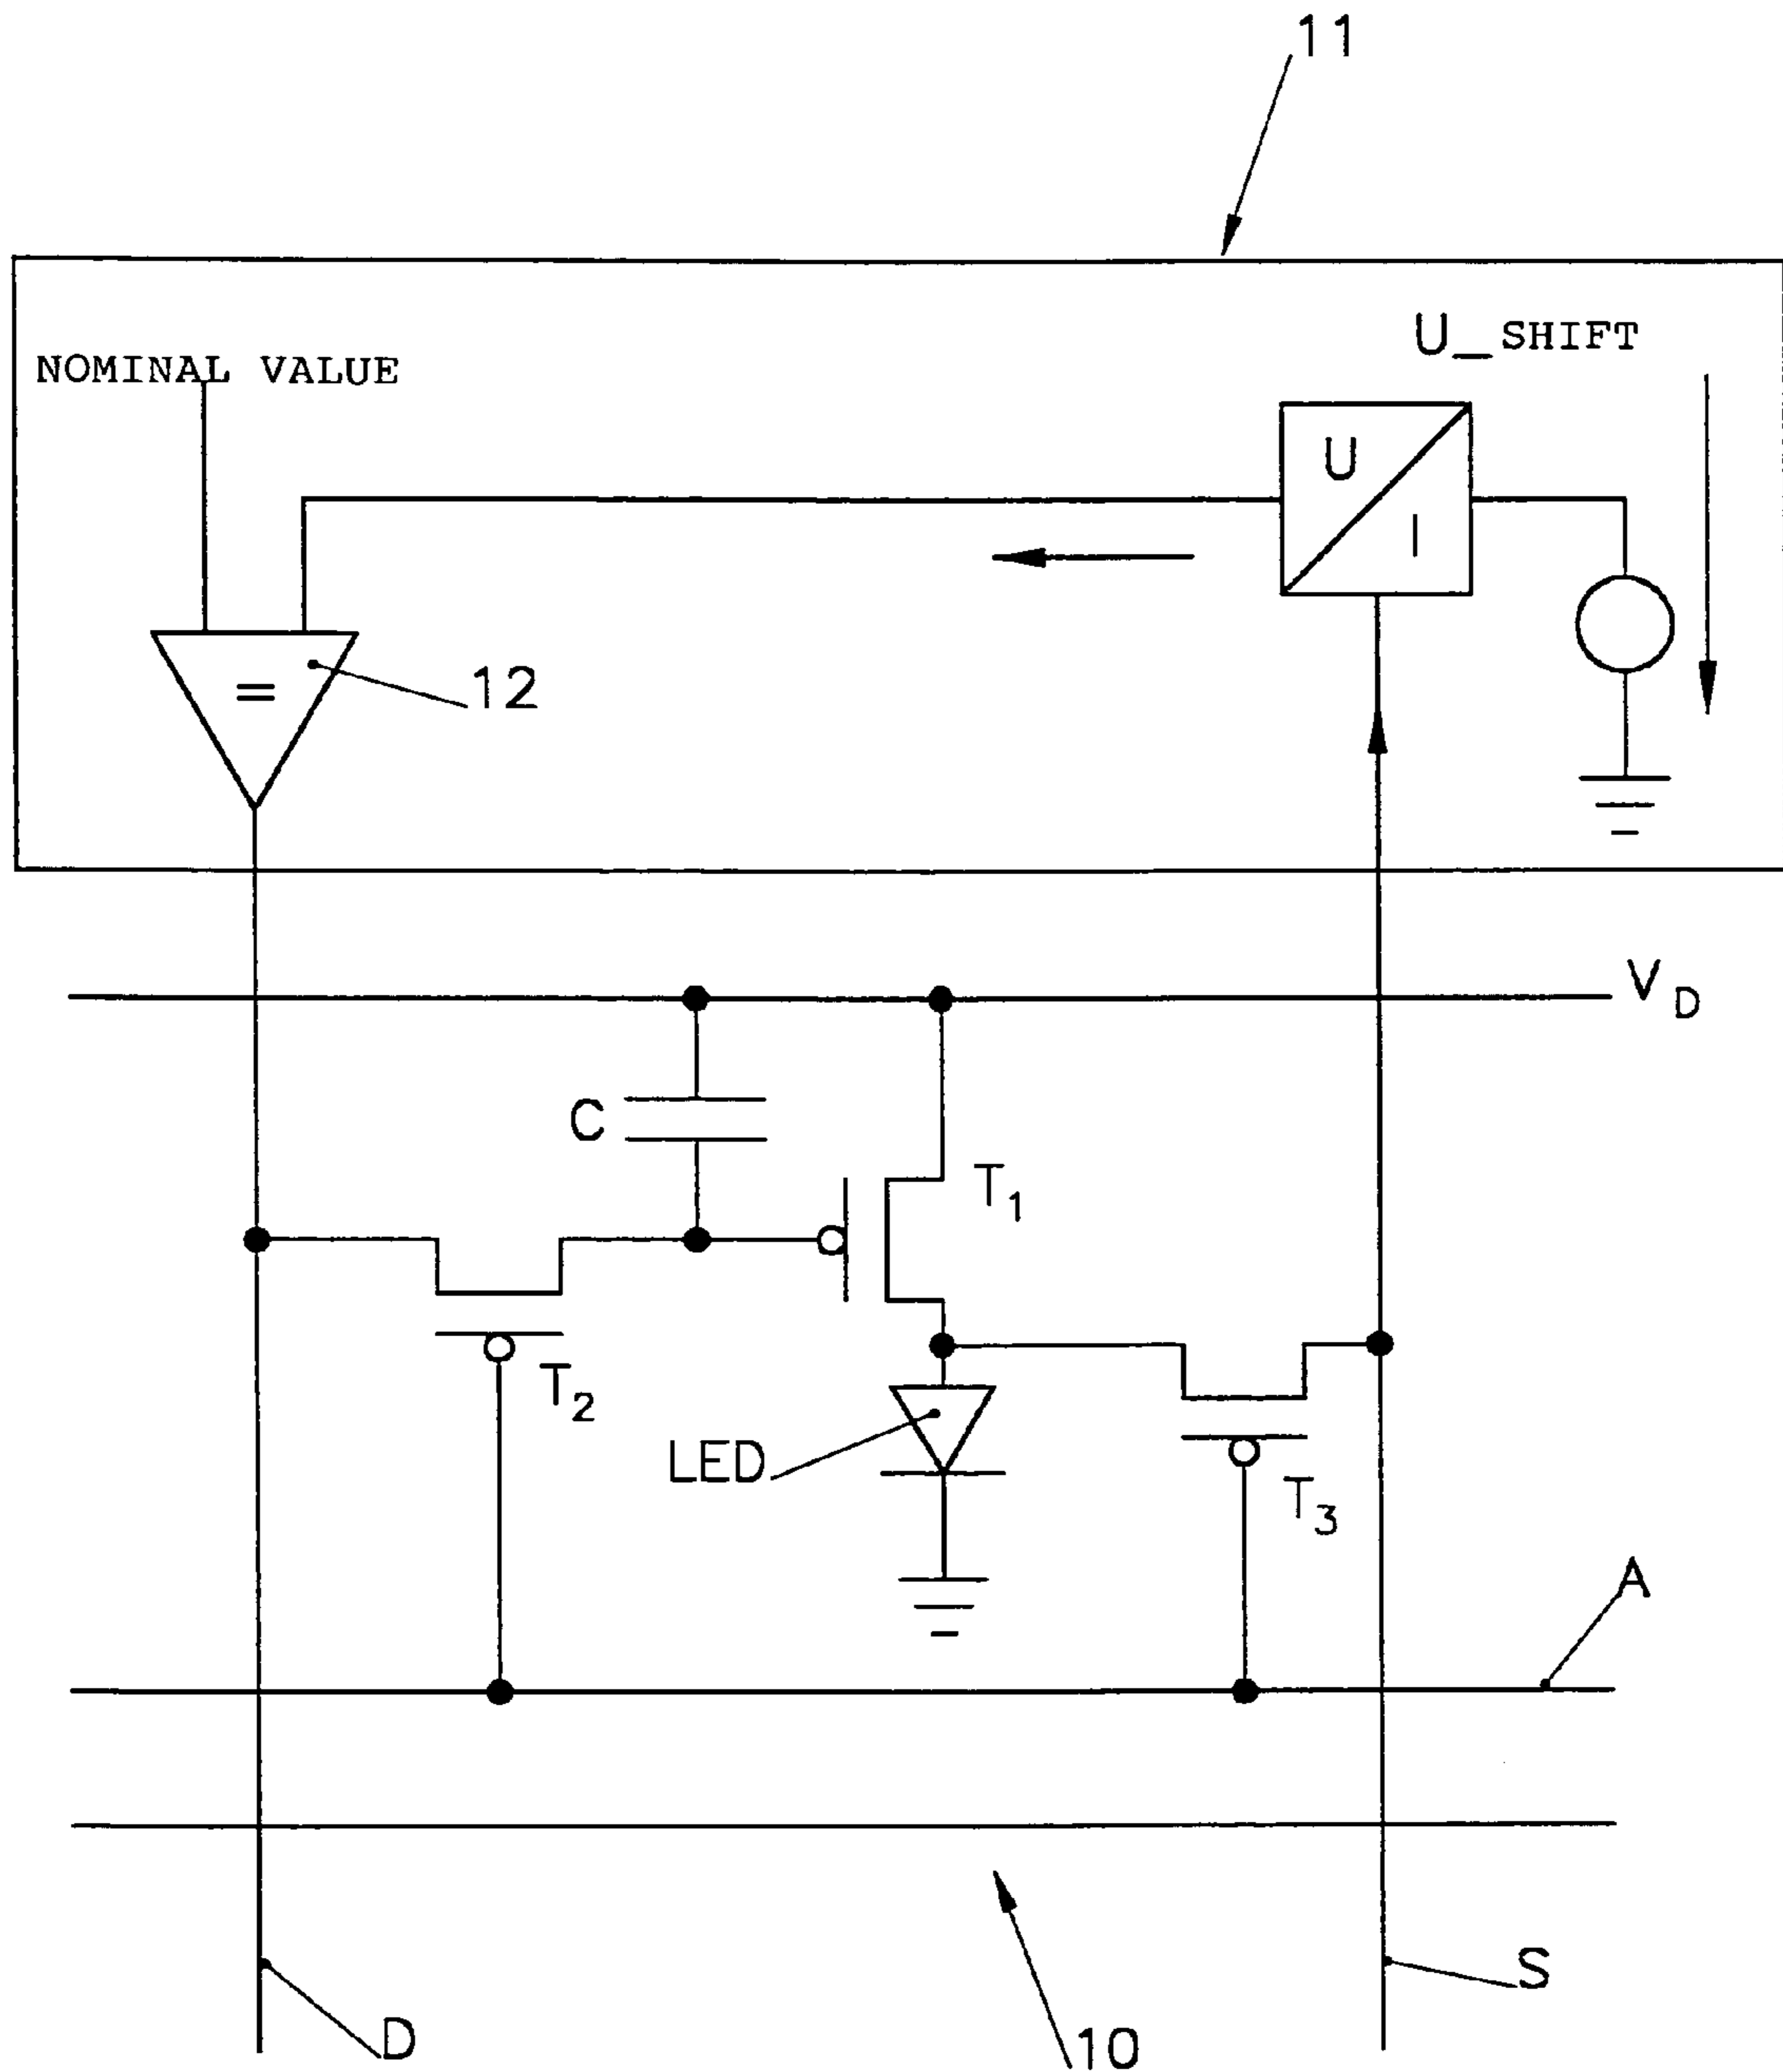 11
U_SHIFT
NOMINAL VALUE
U
I
=
12
V_D
C
T_1
T_2
LED
T_3
A
S
D
10